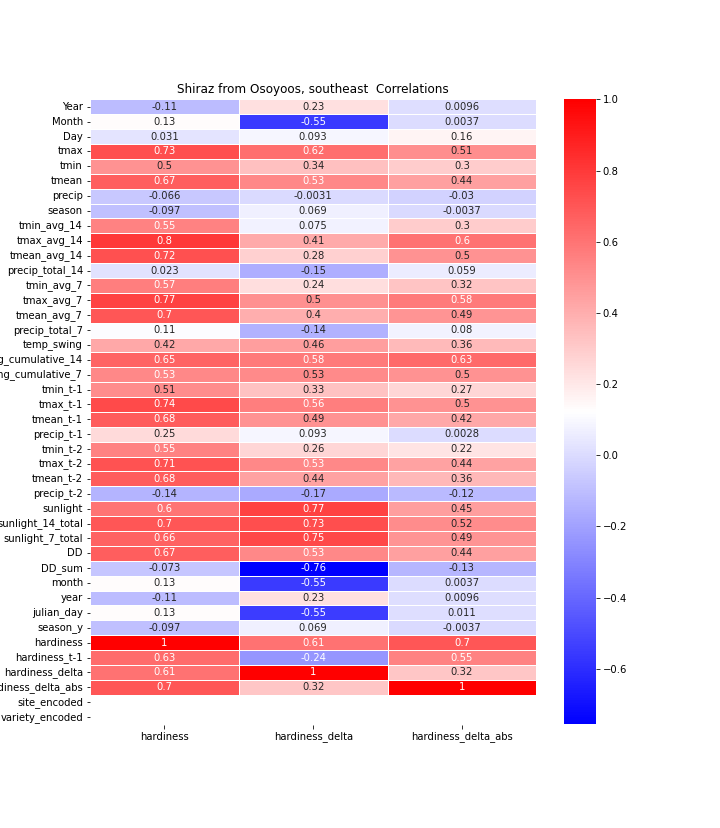 Shiraz from Osoyoos, southeast  Correlations
Year -0.11 0.23 0.0096
Month 0.13 -0.55 0.0037
Day 0.031 0.093 0.16
tmax 0.73 0.62 0.51
tmin 0.5 0.34 0.3
tmean 0.67 0.53 0.44
precip -0.066 -0.0031 -0.03
season -0.097 0.069 -0.0037
tmin_avg_14 0.55 0.075 0.3
tmax_avg_14 0.8 0.41 0.6
tmean_avg_14 0.72 0.28 0.5
precip_total_14 0.023 -0.15 0.059
tmin_avg_7 0.57 0.24 0.32
tmax_avg_7 0.77 0.5 0.58
tmean_avg_7 0.7 0.4 0.49
precip_total_7 0.11 -0.14 0.08
temp_swing 0.42 0.46 0.36
g_cumulative_14 0.65 0.58 0.63
ng_cumulative_7 0.53 0.53 0.5
tmin_t-1 0.51 0.33 0.27
tmax_t-1 0.74 0.56 0.5
tmean_t-1 0.68 0.49 0.42
precip_t-1 0.25 0.093 0.0028
tmin_t-2 0.55 0.26 0.22
tmax_t-2 0.71 0.53 0.44
tmean_t-2 0.68 0.44 0.36
precip_t-2 -0.14 -0.17 -0.12
sunlight 0.6 0.77 0.45
sunlight_14_total 0.7 0.73 0.52
sunlight_7_total 0.66 0.75 0.49
DD 0.67 0.53 0.44
DD_sum -0.073 -0.76 -0.13
month 0.13 -0.55 0.0037
year -0.11 0.23 0.0096
julian_day 0.13 -0.55 0.011
season_y -0.097 0.069 -0.0037
hardiness 1 0.61 0.7
hardiness_t-1 0.63 -0.24 0.55
hardiness_delta 0.61 1 0.32
diness_delta_abs 0.7 0.32 1
site_encoded
variety_encoded
hardiness hardiness_delta hardiness_delta_abs
1.0
0.8
0.6
0.4
0.2
0.0
-0.2
-0.4
-0.6